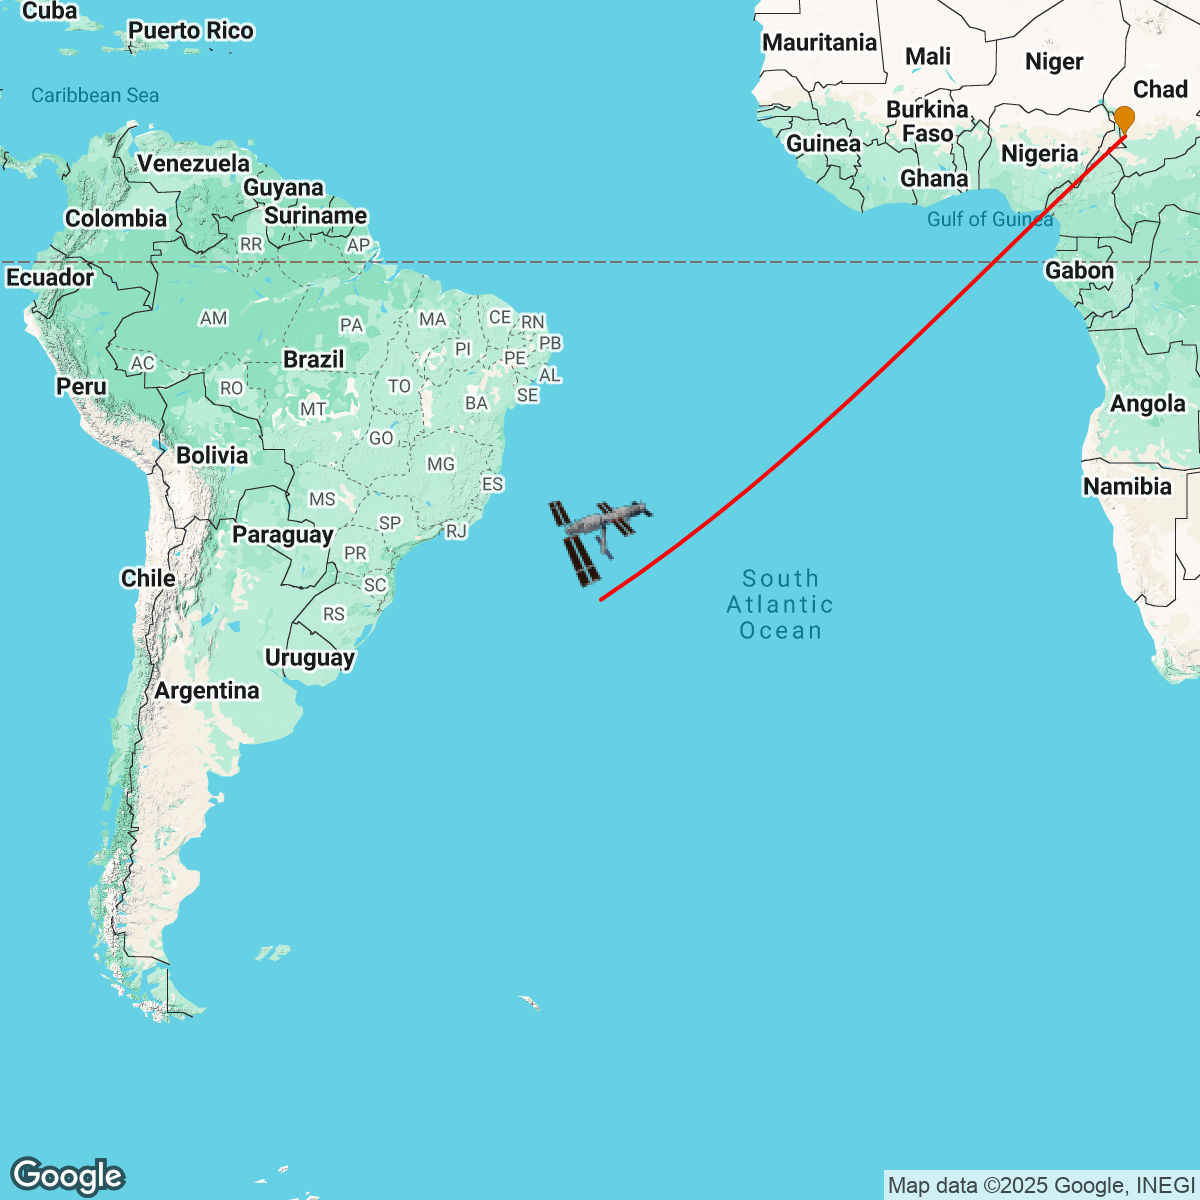 Cuba
Puerto Rico
Mauritania
Mali
Niger
Chad
Caribbean Sea
Burkina
Faso
Guinea
Nigeria
Venezuela
Ghana
Guyana
Suriname
Colombia
Gulf of Guinea
RR
AP
Ecuador
Gabon
AM
PA
MA
CE
RN
PB
PI
PE
Brazil
AC
AL
RO
TO
SE
Peru
BA
MT
Angola
GO
Bolivia
MG
ES
Namibia
MS
SP
RJ
Paraguay
PR
Chile
SC
South
Atlantic
Ocean
RS
Uruguay
Argentina
Google
Map data ©2025 Google, INEGI